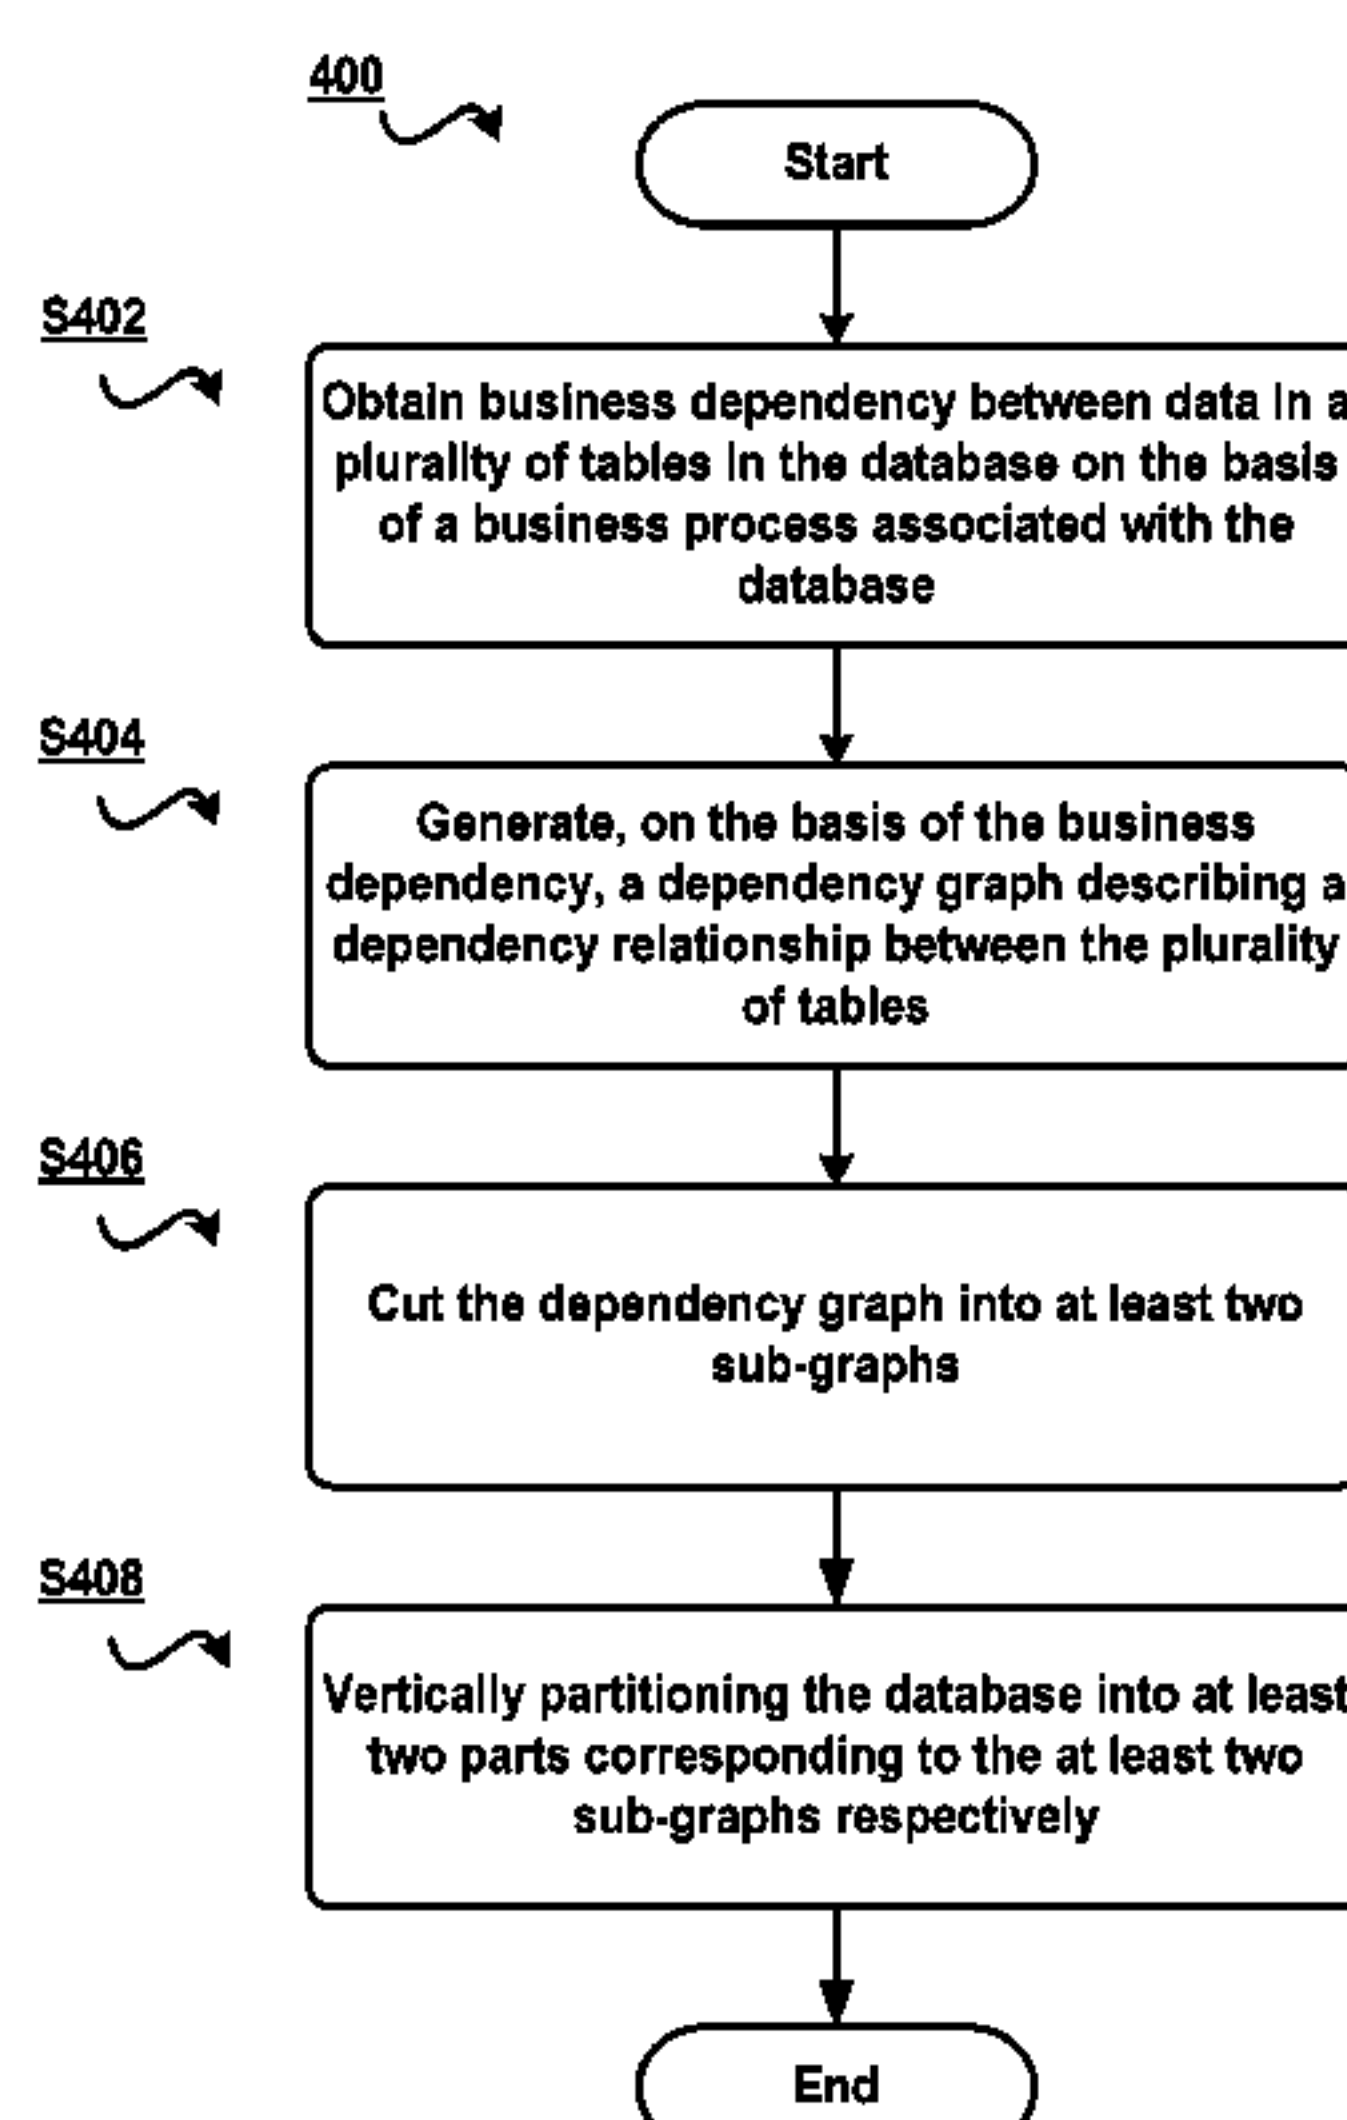 400
Start
S402
Obtain business dependency between data in a
plurality of tables in the database on the basis
of a business process associated with the
database
S404
Generate, on the basis of the business
dependency, a dependency graph describing a
dependency relationship between the plurality
of tables
S406
Cut the dependency graph into at least two
sub-graphs
S408
Vertically partitioning the database into at least
two parts corresponding to the at least two
sub-graphs respectively
End